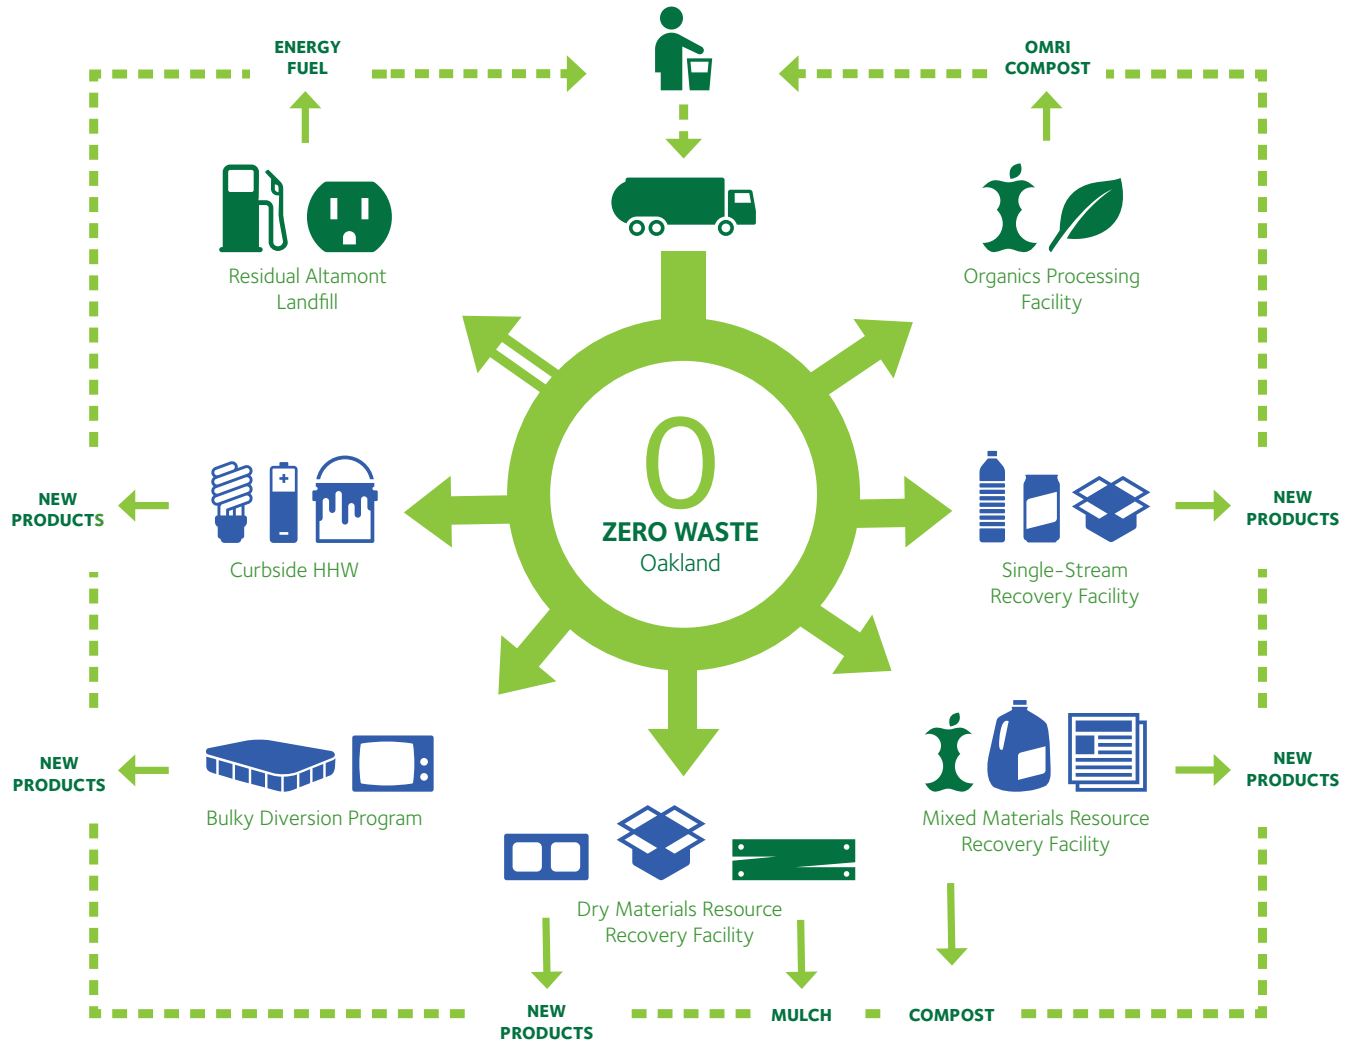 ENERGY
FUEL
OMRI
COMPOST
Residual Altamont
Landfill
Organics Processing
Facility
0
ZERO WASTE
Oakland
NEW
PRODUCTS
Curbside HHW
Single-Stream
Recovery Facility
NEW
PRODUCTS
NEW
PRODUCTS
Bulky Diversion Program
Mixed Materials Resource
Recovery Facility
NEW
PRODUCTS
Dry Materials Resource
Recovery Facility
NEW
PRODUCTS
MULCH
COMPOST